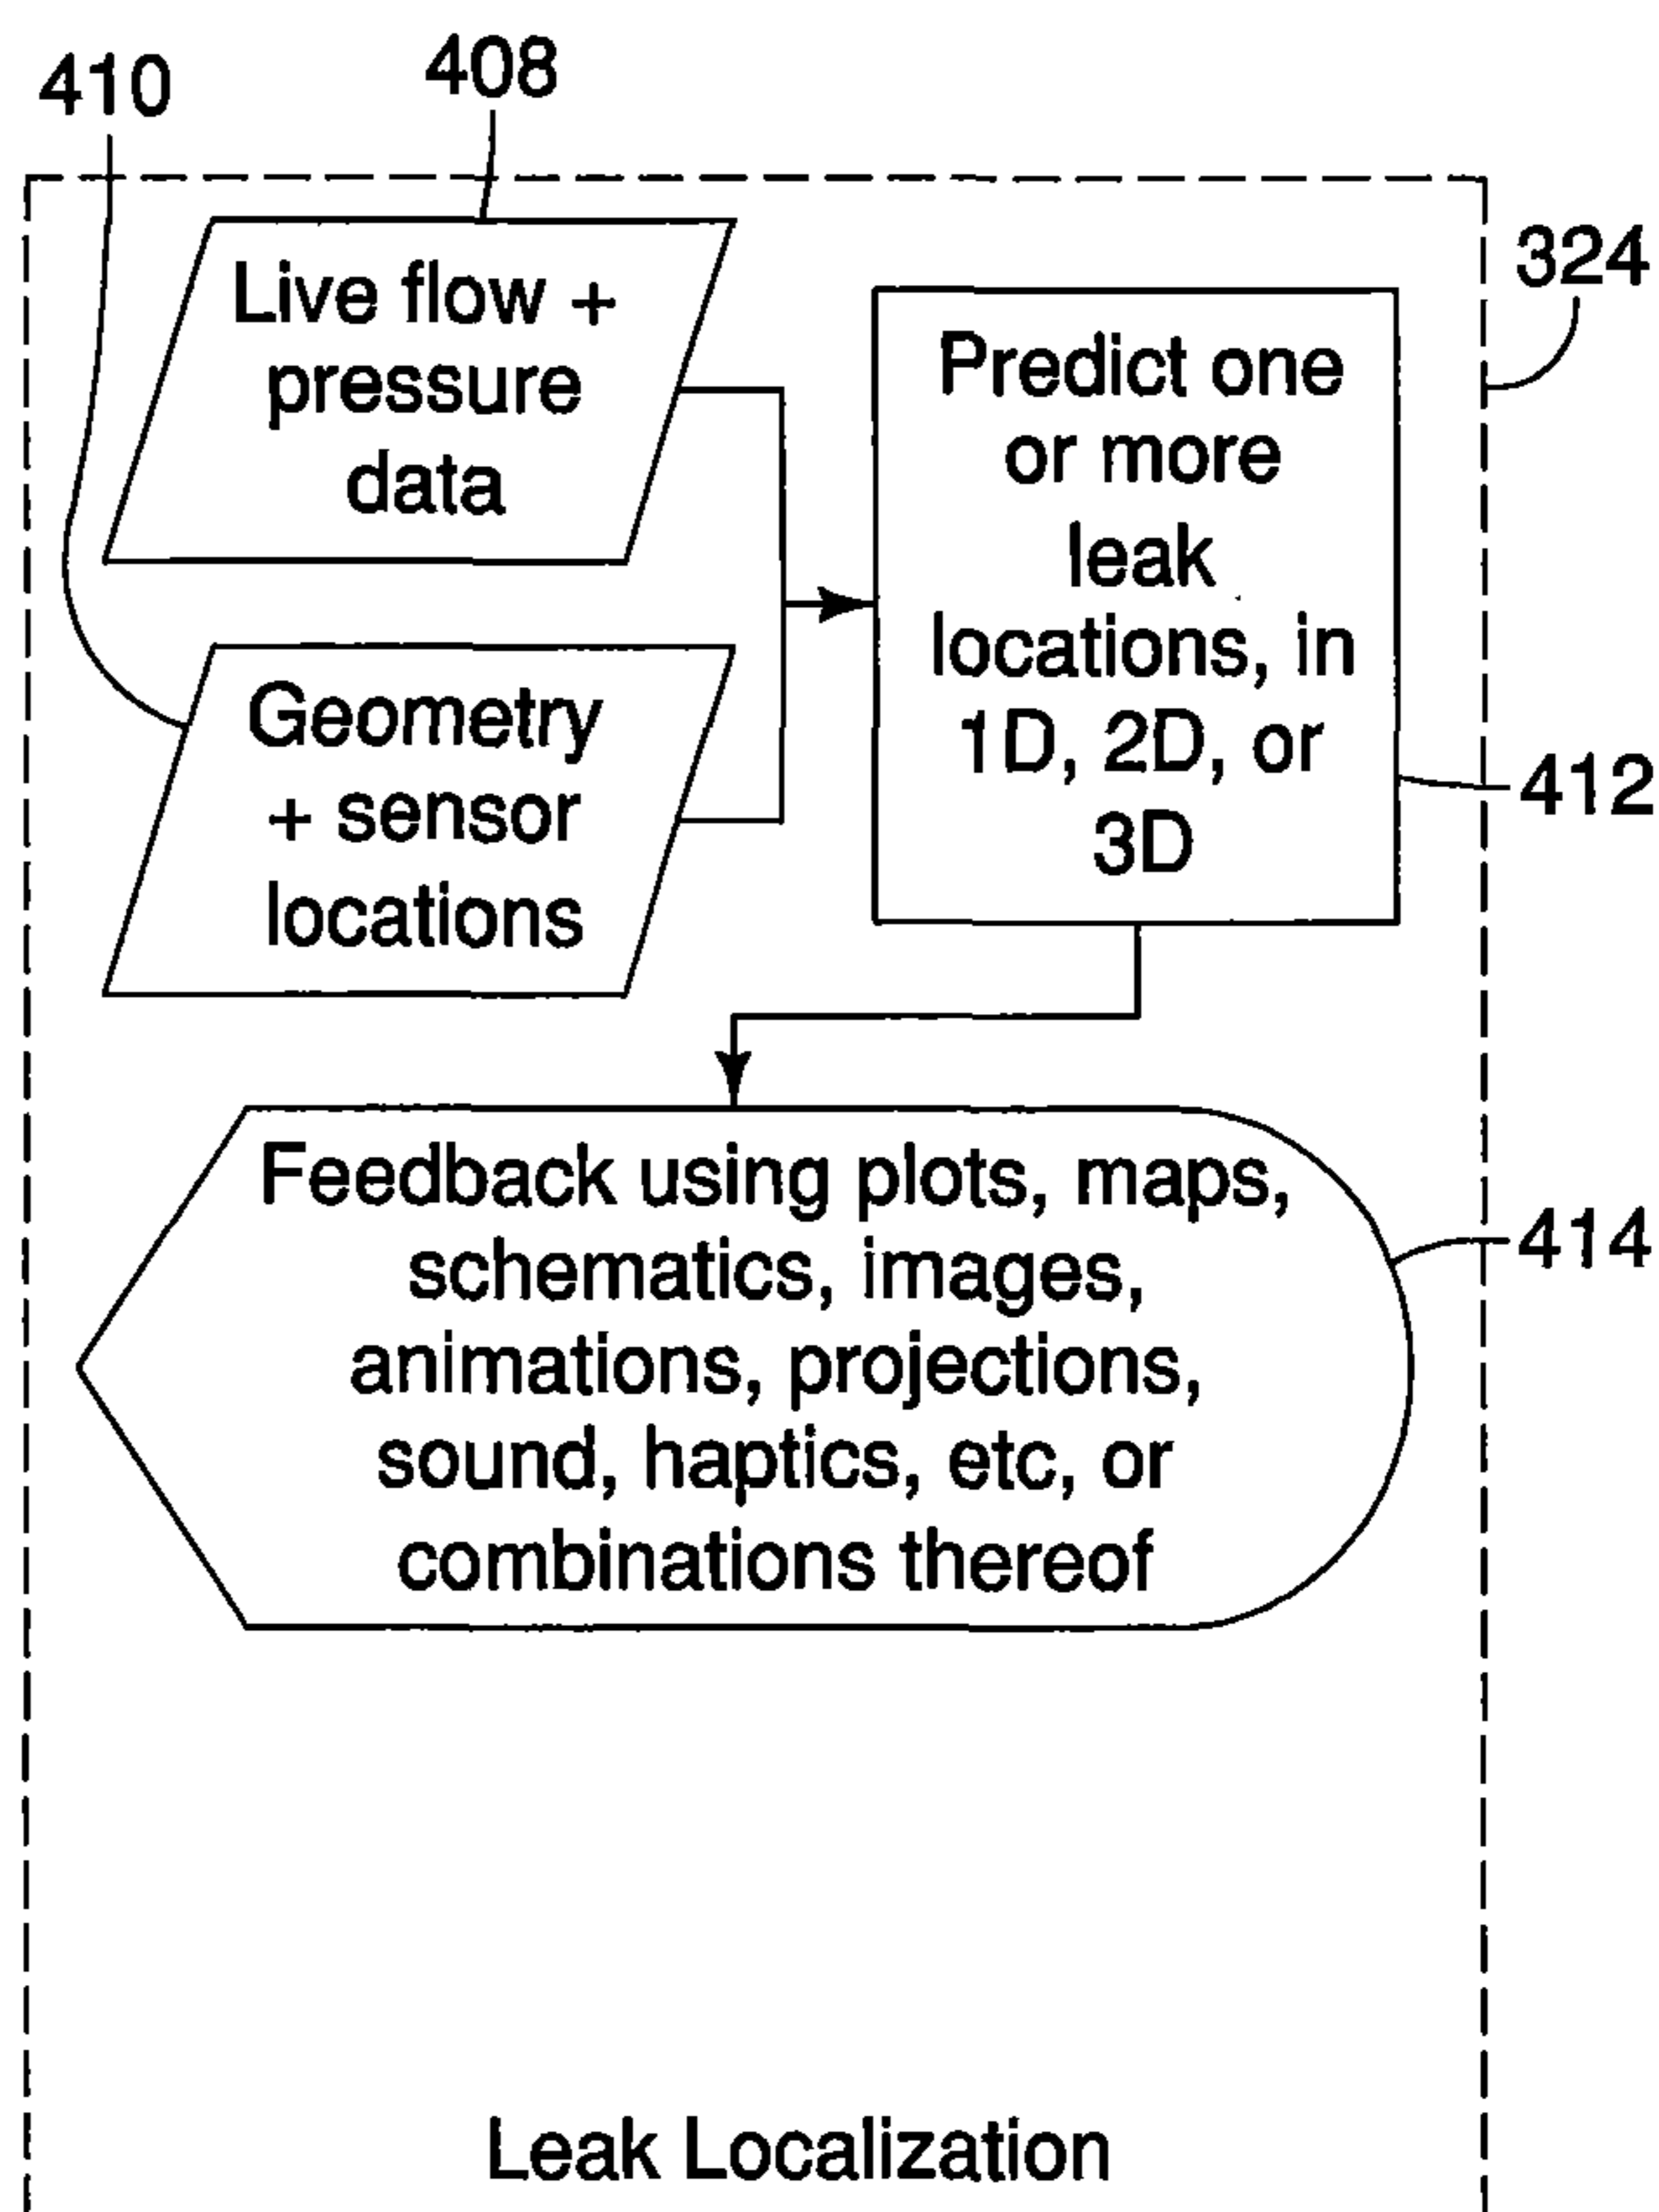 410
408
Live flow +
pressure
data
324
Predict one
or more
leak
locations, in
1D, 2D, or
3D
Geometry
+ sensor
locations
412
Feedback using plots, maps,
schematics, images,
animations, projections,
sound, haptics, etc, or
combinations thereof
414
Leak Localization